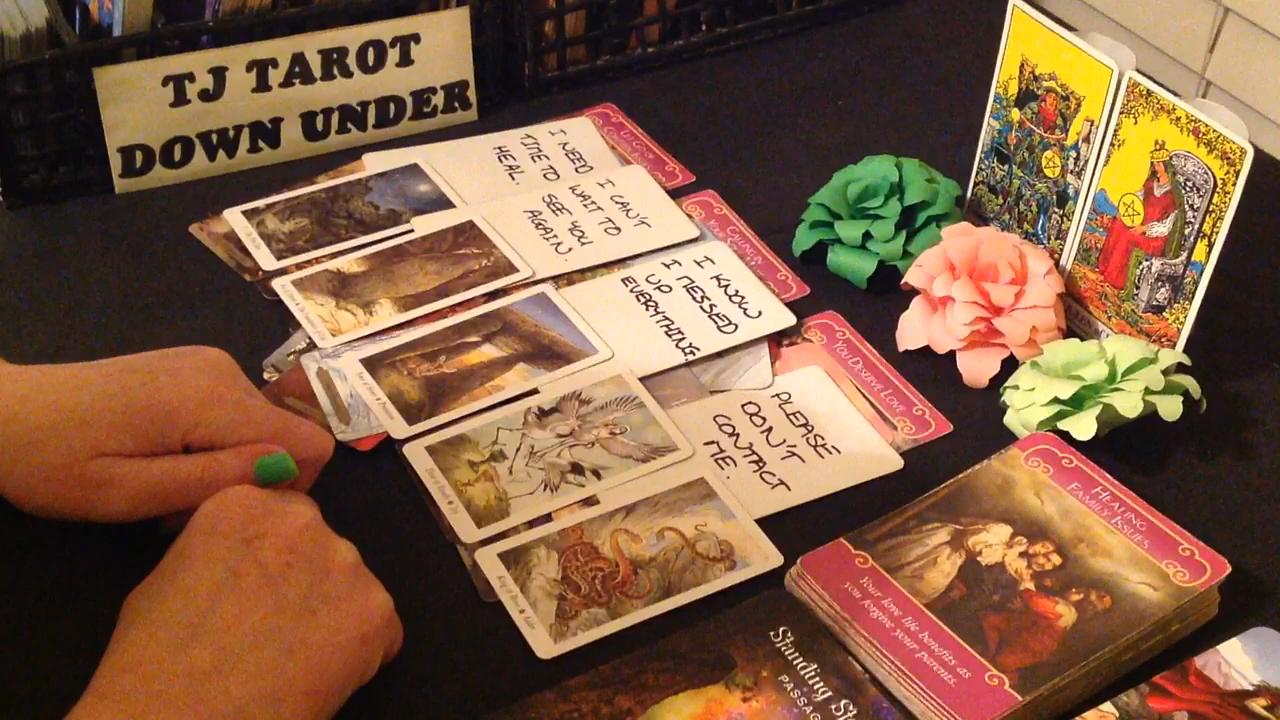 TJ TAROT
DOWN UNDER
I NEED
TIME TO
HEAL.
I CAN'T
WAIT TO
SEE YOU
AGAIN.
I KNOW
I MESSED
UP
EVERYTHING.
PLEASE
DON'T
CONTACT
ME.
YOU DESERVE LOVE
HEALING
FAMILY ISSUES
Your love life benefits as
you forgive your parents.
Standing